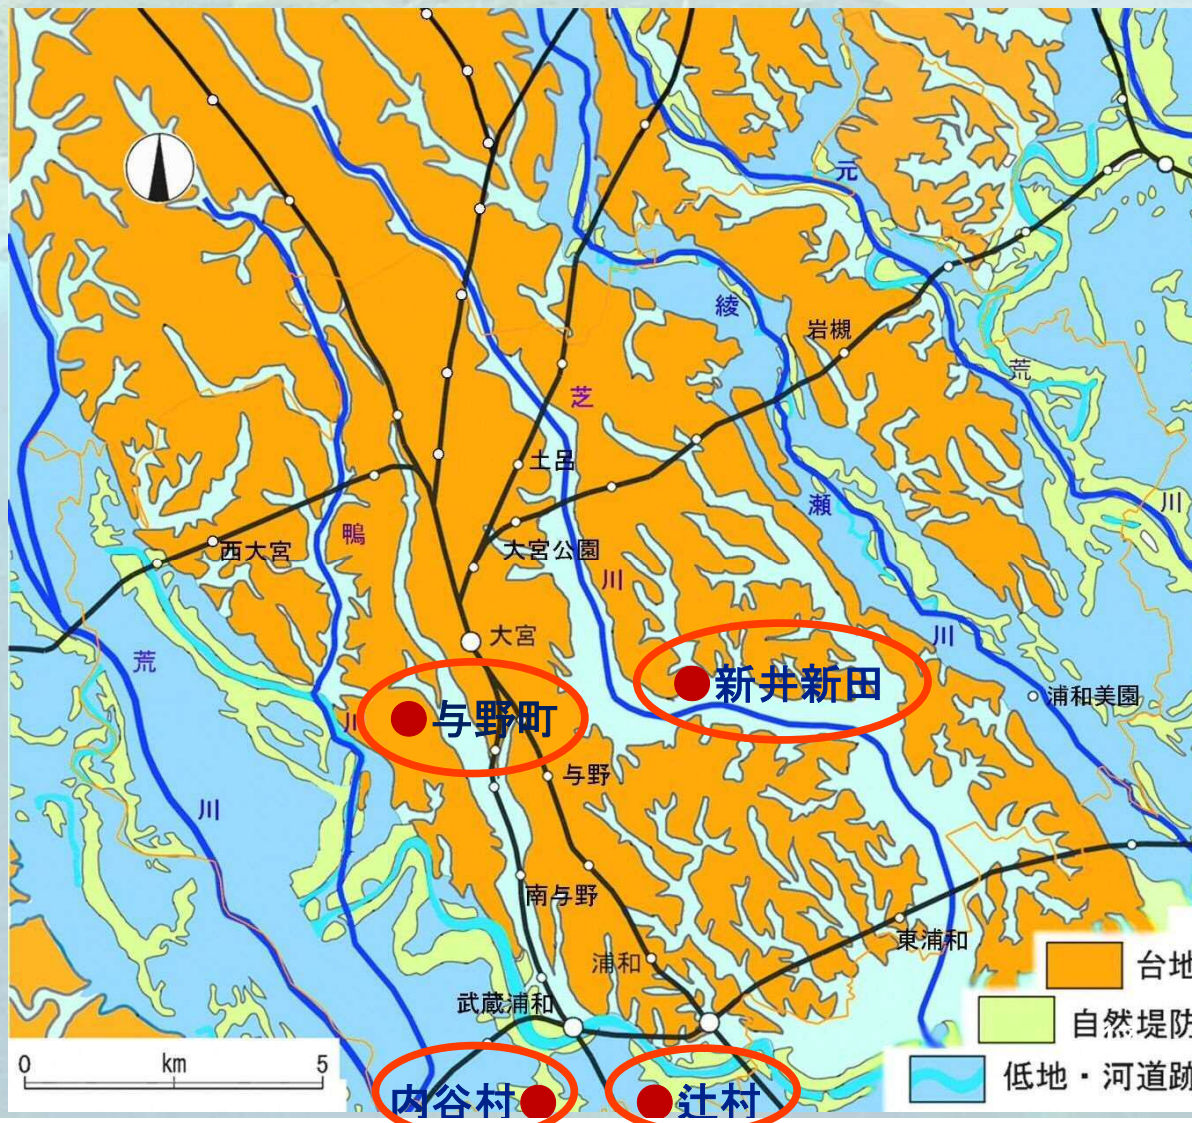 元
綾
岩槻
荒
芝
土呂
川
瀬
鴨
西大宮
大宮公園
川
大宮
川
荒
新井新田
浦和美園
与野町
川
与野
川
南与野
東浦和
浦和
台地
武蔵浦和
自然堤防
0 km 5
低地・河道跡
内谷村
辻村